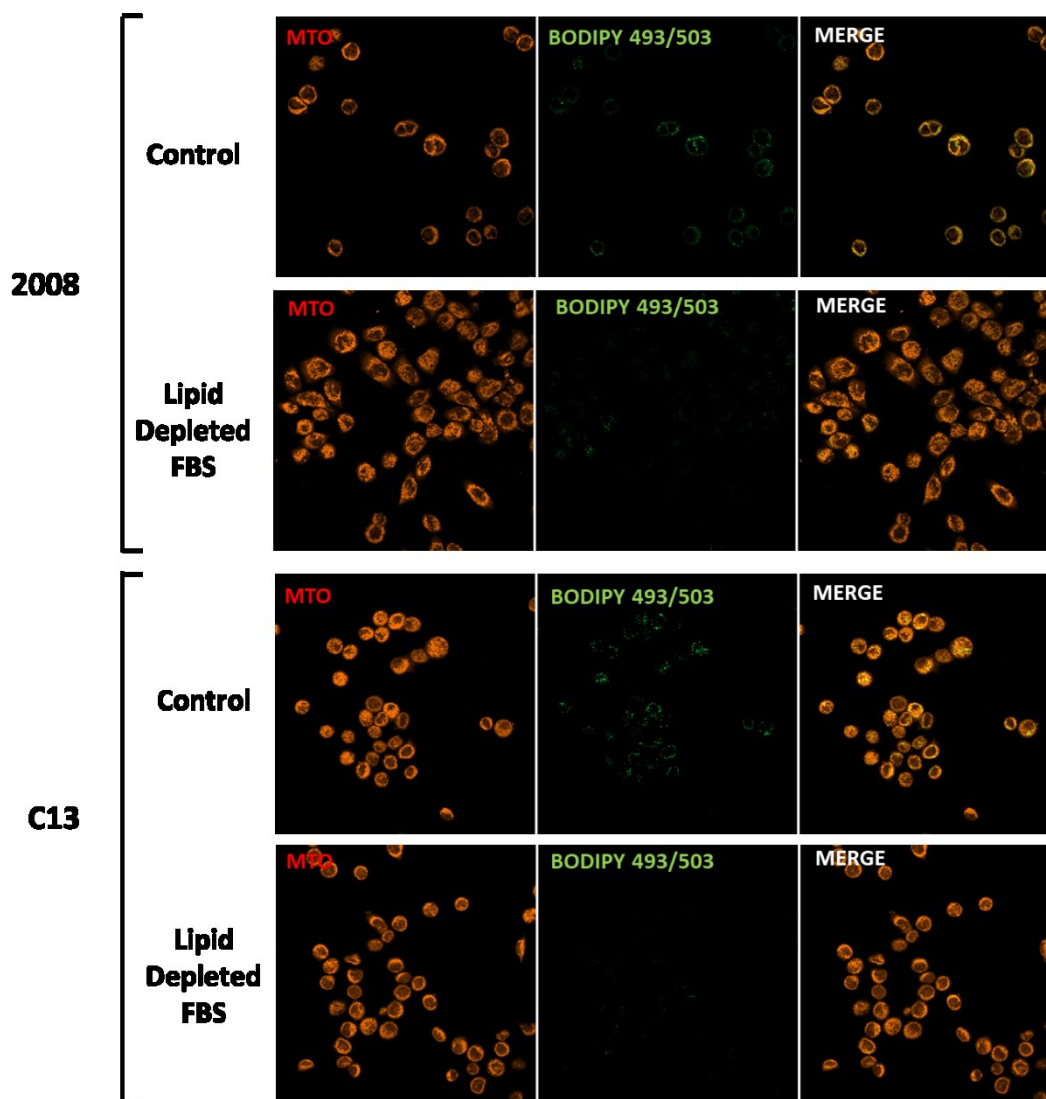 MTO BODIPY 493/503 MERGE
Control
2008
MTO BODIPY 493/503 MERGE
Lipid
Depleted
FBS
MTO BODIPY 493/503 MERGE
Control
C13
MTO BODIPY 493/503 MERGE
Lipid
Depleted
FBS